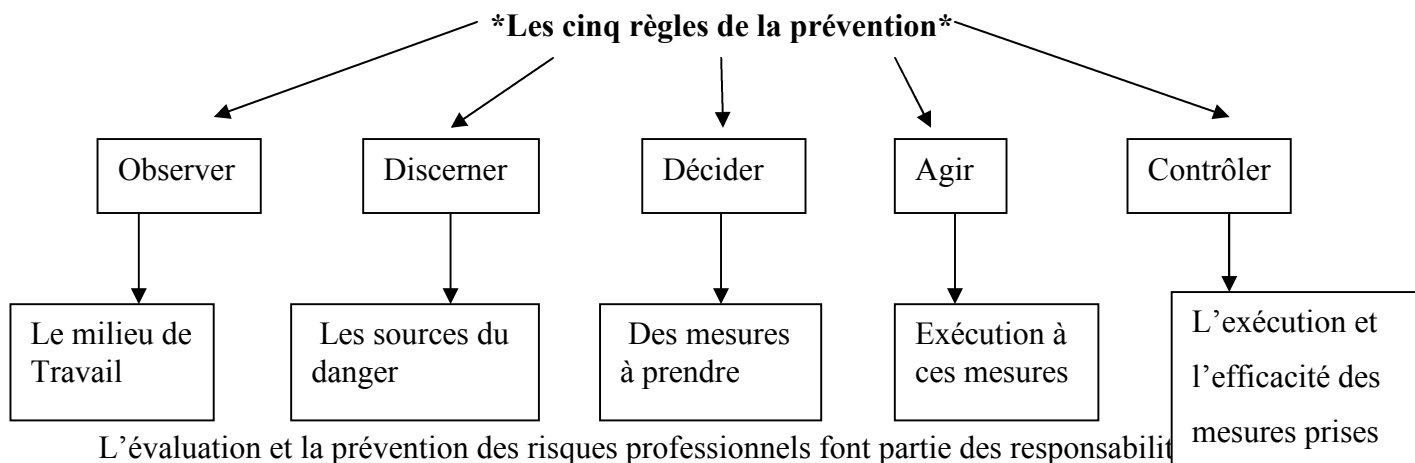 *Les cinq règles de la prévention*
Observer
Discerner
Décider
Agir
Contrôler
Le milieu de
Travail
Les sources du
danger
Des mesures
à prendre
Exécution à
ces mesures
L’exécution et
l’efficacité des
mesures prises
L’évaluation et la prévention des risques professionnels font partie des